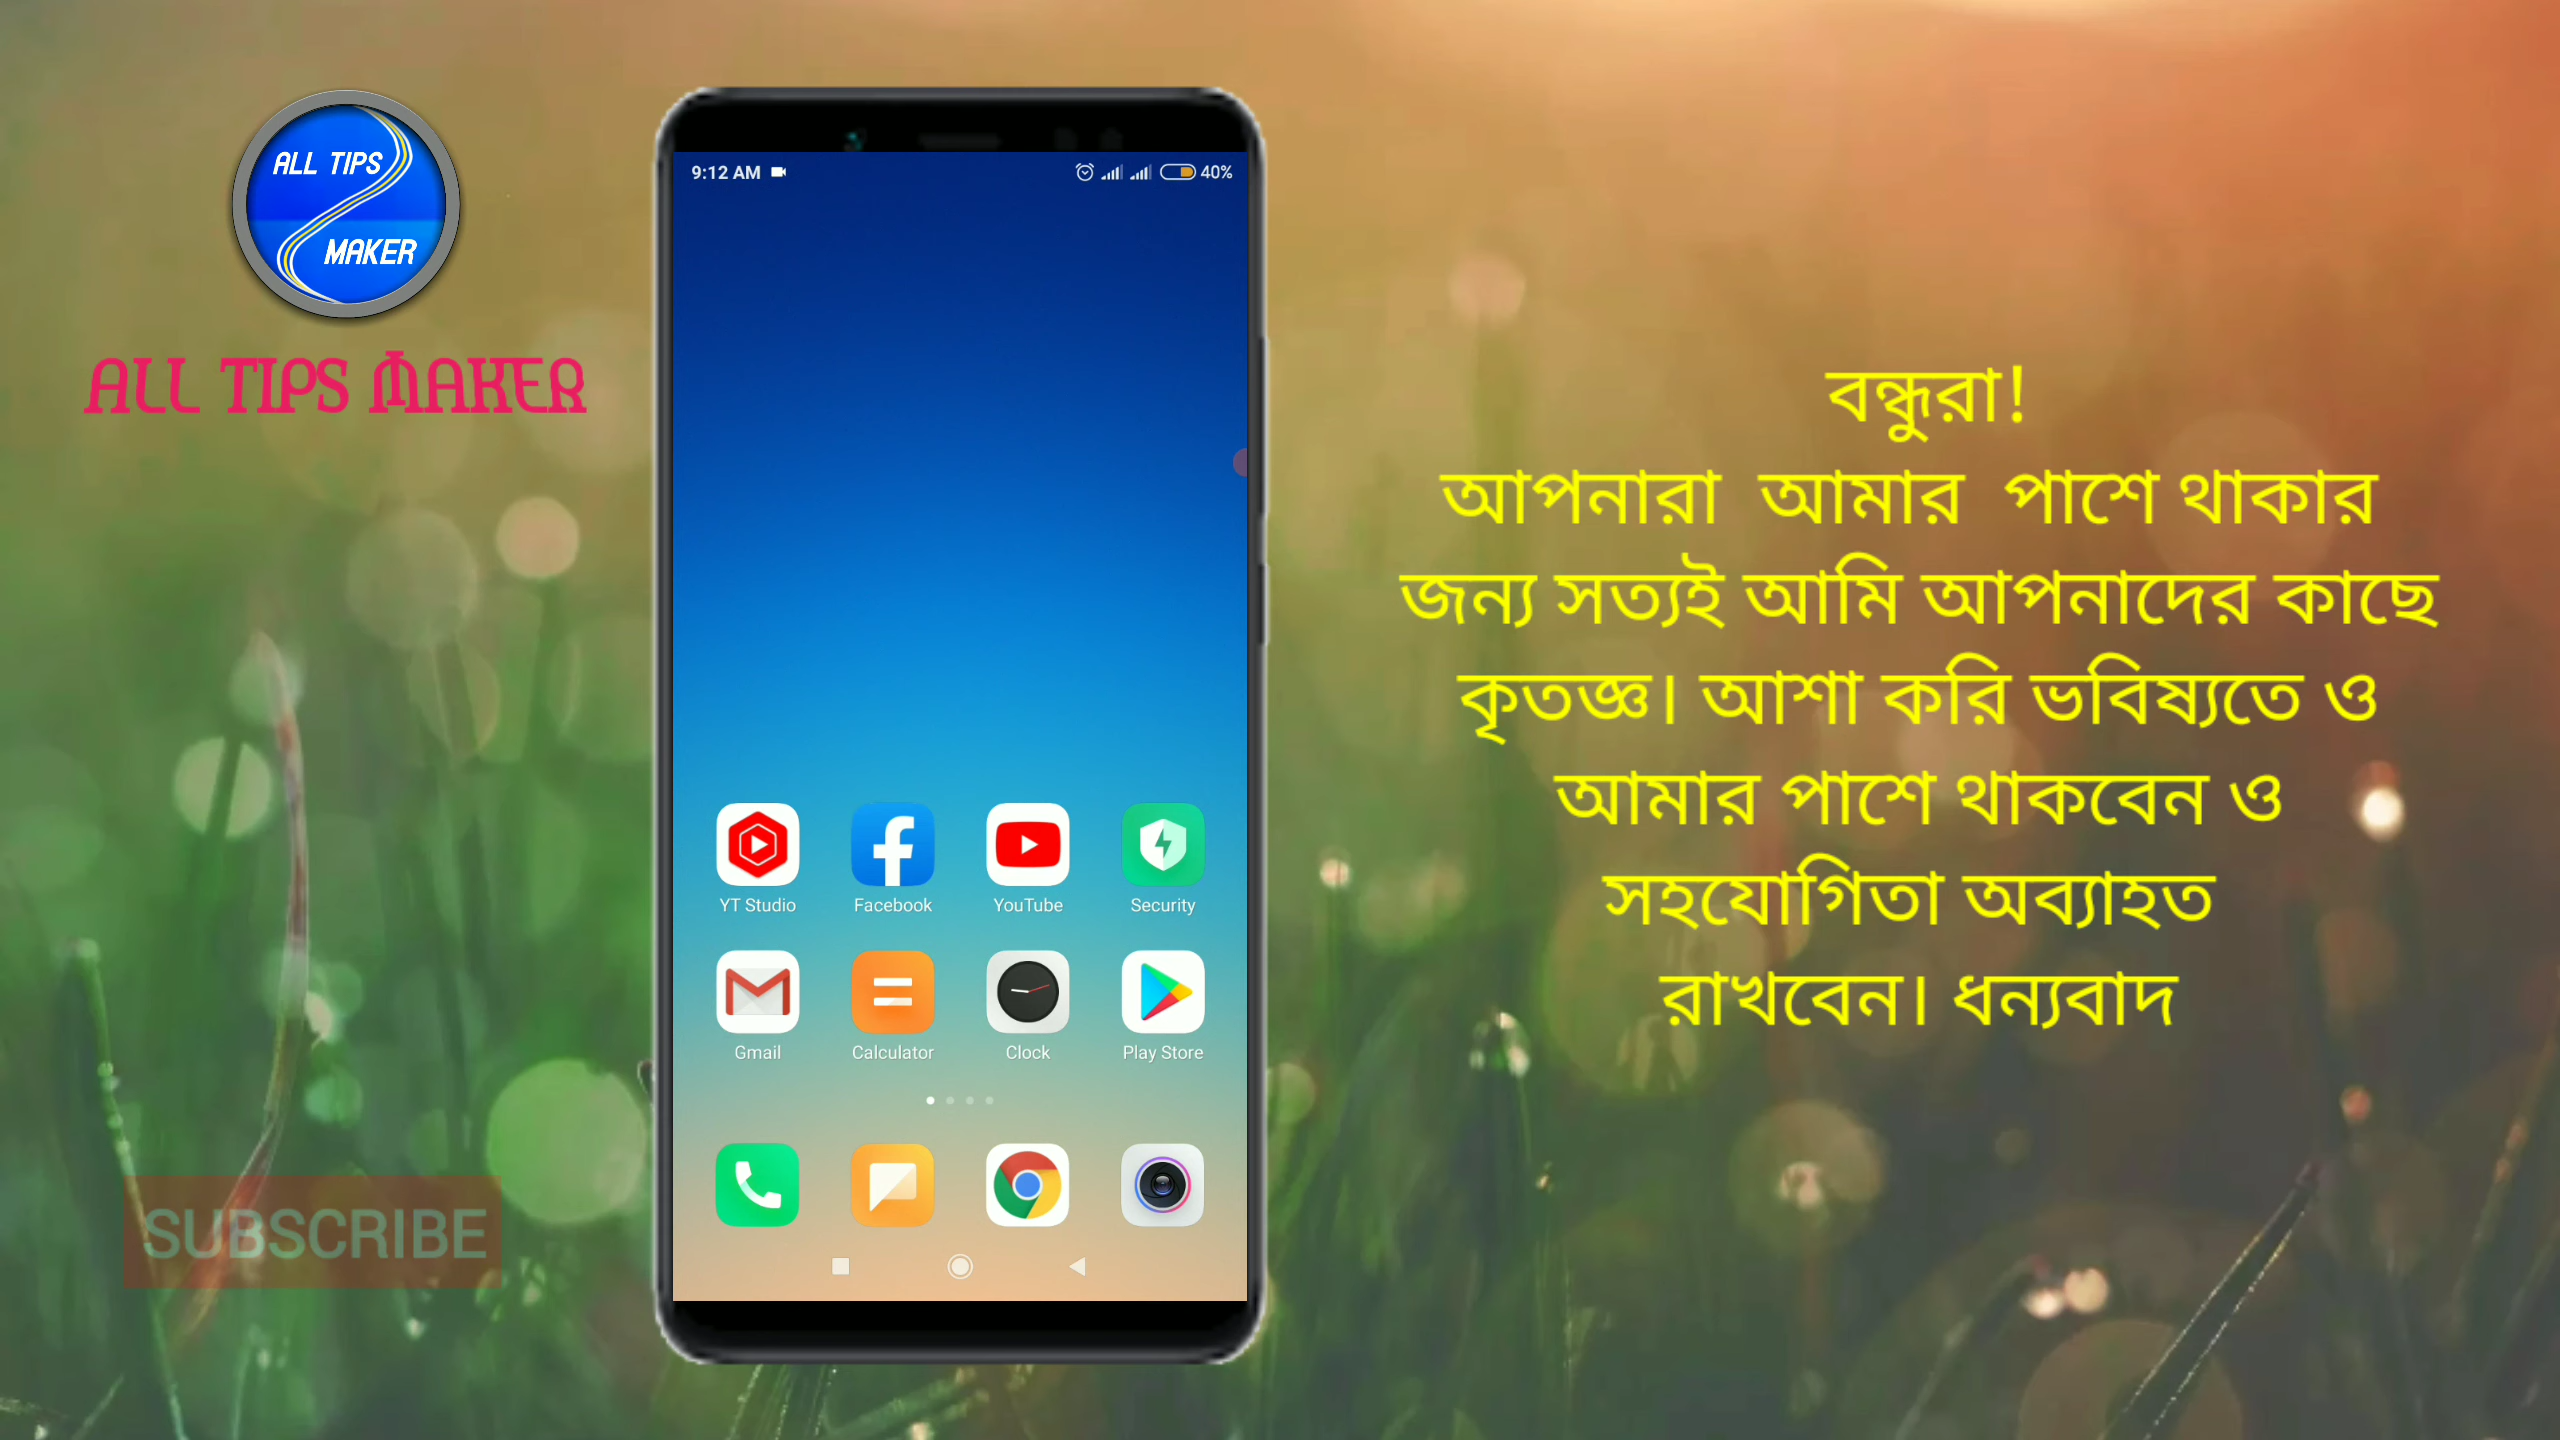 ALL TIPS
MAKER
ALL TIPS MAKER
SUBSCRIBE
9:12 AM
40%
YT Studio
Facebook
YouTube
Security
Gmail
Calculator
Clock
Play Store
বন্ধুরা!
আপনারা আমার পাশে থাকার
জন্য সত্যই আমি আপনাদের কাছে
কৃতজ্ঞ। আশা করি ভবিষ্যতে ও
আমার পাশে থাকবেন ও
সহযোগিতা অব্যাহত
রাখবেন। ধন্যবাদ